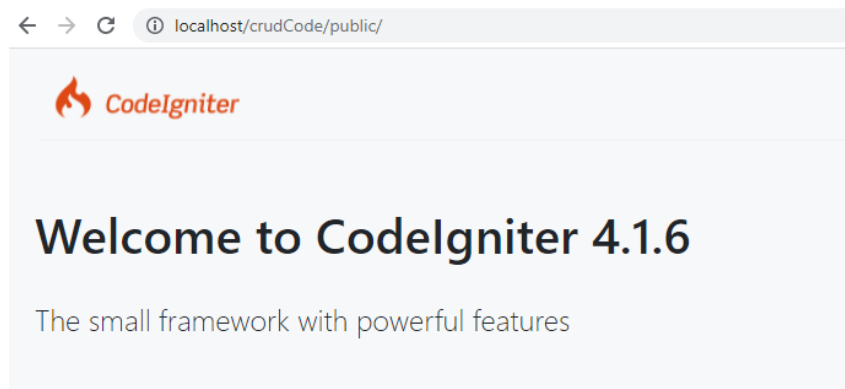 localhost/crudCode/public/
CodeIgniter
Welcome to CodeIgniter 4.1.6
The small framework with powerful features